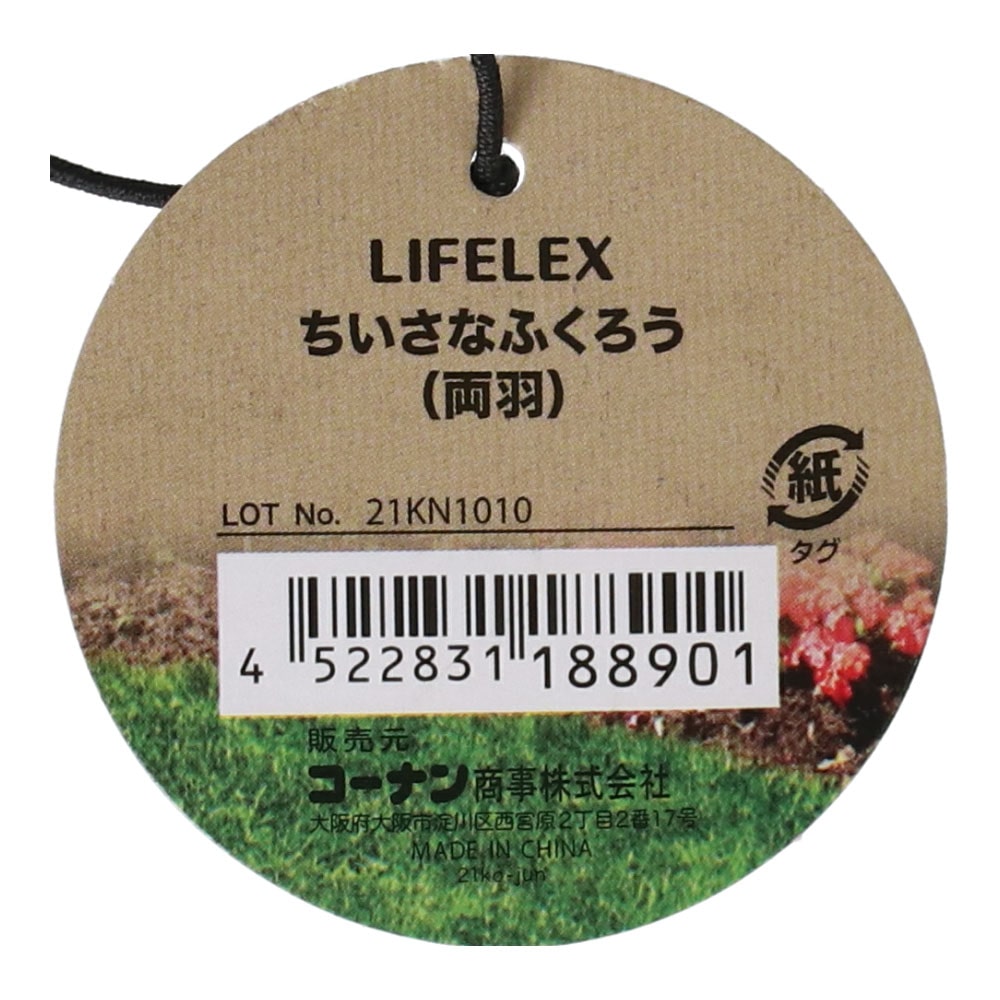 LIFELEX
ちいさなふくろう
(両羽)
紙
タグ
LOT No. 21KN1010
4 522831 188901
販売元
コーナン商事株式会社
大阪府大阪市淀川区西宮原2丁目2番17号
MADE IN CHINA
21ko-jun